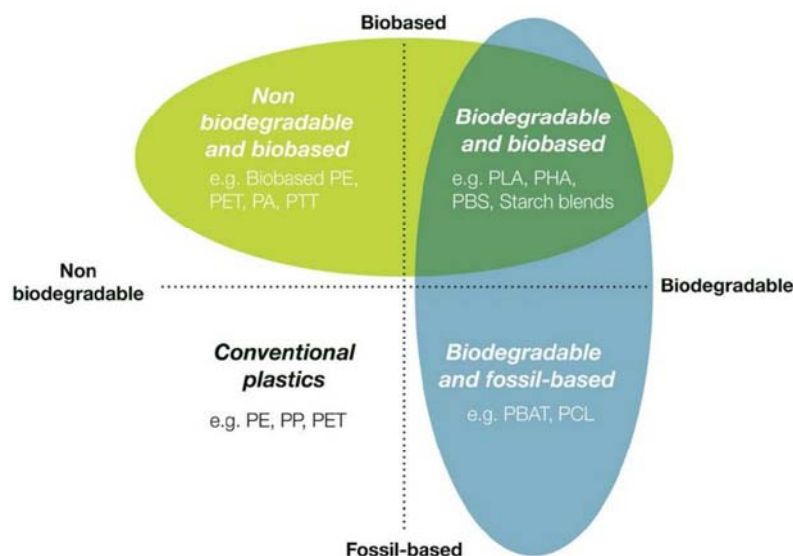 Biobased
Non
biodegradable
and biobased
e.g. Biobased PE,
PET, PA, PTT
Biodegradable
and biobased
e.g. PLA, PHA,
PBS, Starch blends
Non
biodegradable
Biodegradable
Conventional
plastics
e.g. PE, PP, PET
Biodegradable
and fossil-based
e.g. PBAT, PCL
Fossil-based